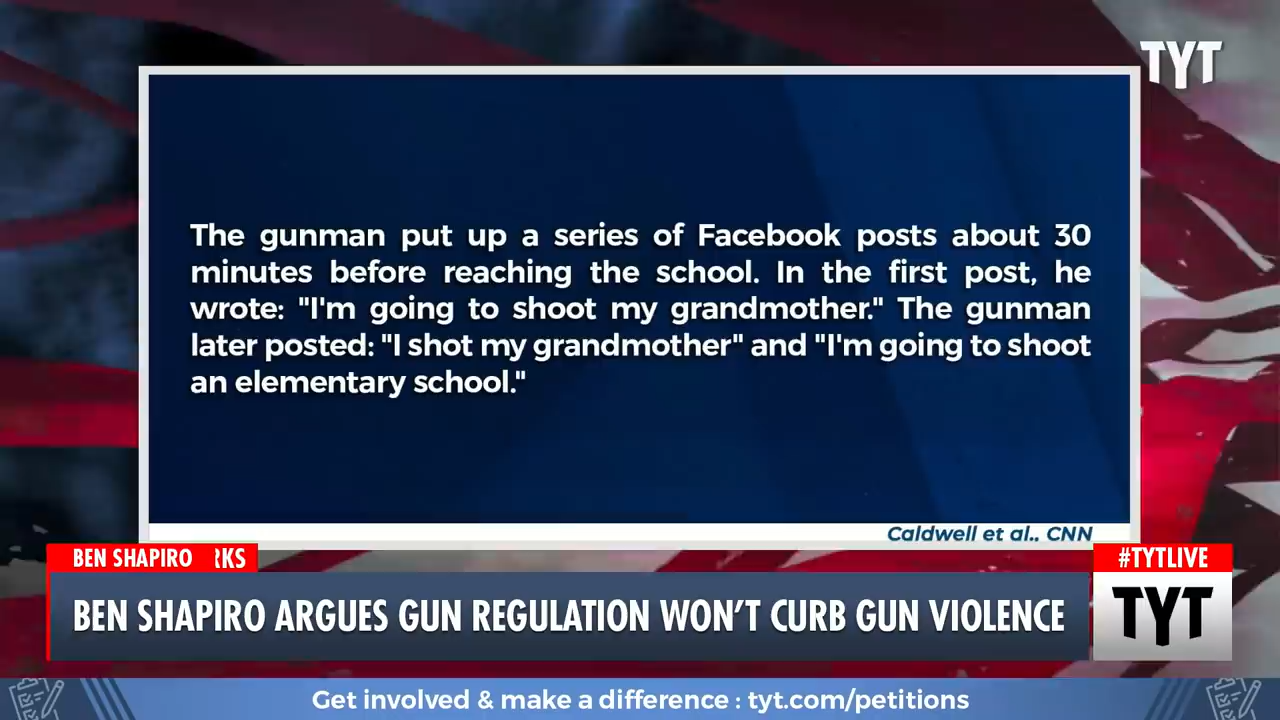 TYT
The gunman put up a series of Facebook posts about 30
minutes before reaching the school. In the first post, he
wrote: "I'm going to shoot my grandmother." The gunman
later posted: "I shot my grandmother" and "I'm going to shoot
an elementary school."
Caldwell et al., CNN
BEN SHAPIRO RKS
#TYTLIVE
BEN SHAPIRO ARGUES GUN REGULATION WON'T CURB GUN VIOLENCE
TYT
Get involved & make a difference : tyt.com/petitions